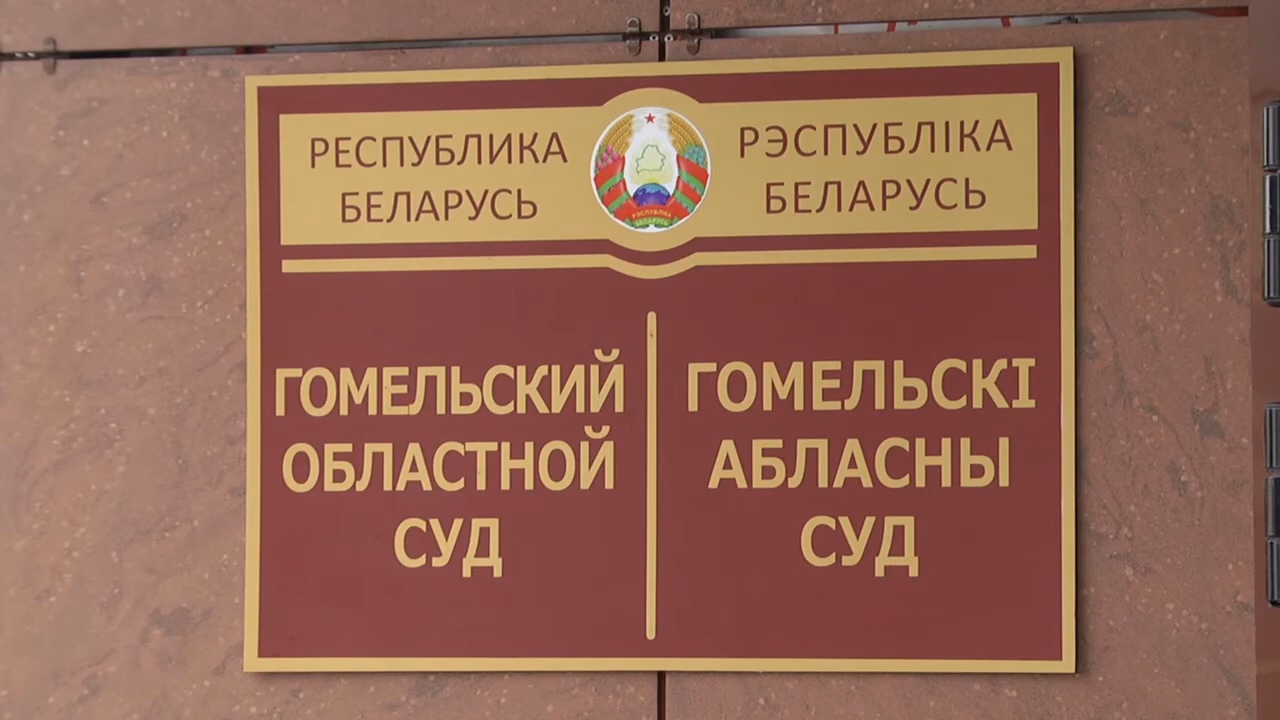 РЕСПУБЛИКА
БЕЛАРУСЬ
РЭСПУБЛІКА
БЕЛАРУСЬ
РЭСПУБЛІКА
БЕЛАРУСЬ
ГОМЕЛЬСКИЙ
ОБЛАСТНОЙ
СУД
ГОМЕЛЬСКІ
АБЛАСНЫ
СУД